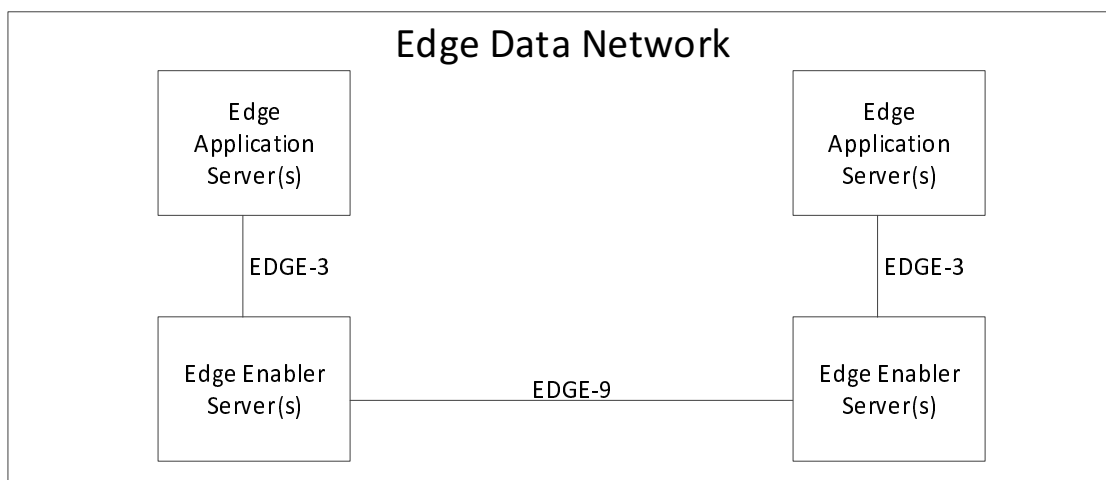 Edge Data Network
Edge
Application
Server(s)
Edge
Application
Server(s)
EDGE-3
EDGE-3
Edge Enabler
Server(s)
EDGE-9
Edge Enabler
Server(s)